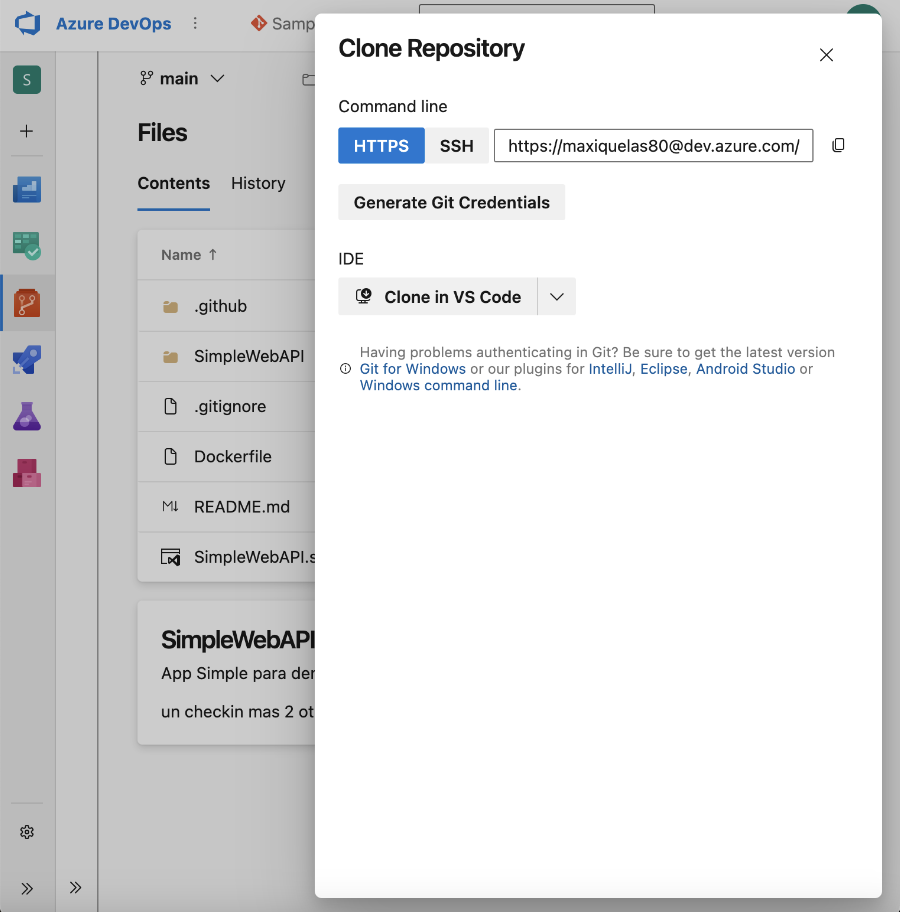 Azure DevOps
Samp
S
main
Files
Contents
History
Name ↑
.github
SimpleWebAPI
.gitignore
Dockerfile
M↓ README.md
SimpleWebAPI.s
SimpleWebAPI
App Simple para der
un checkin mas 2 ot
Clone Repository
Command line
HTTPS
SSH
https://maxiquelas80@dev.azure.com/
Generate Git Credentials
IDE
Clone in VS Code
Having problems authenticating in Git? Be sure to get the latest version
Git for Windows or our plugins for IntelliJ, Eclipse, Android Studio or
Windows command line.